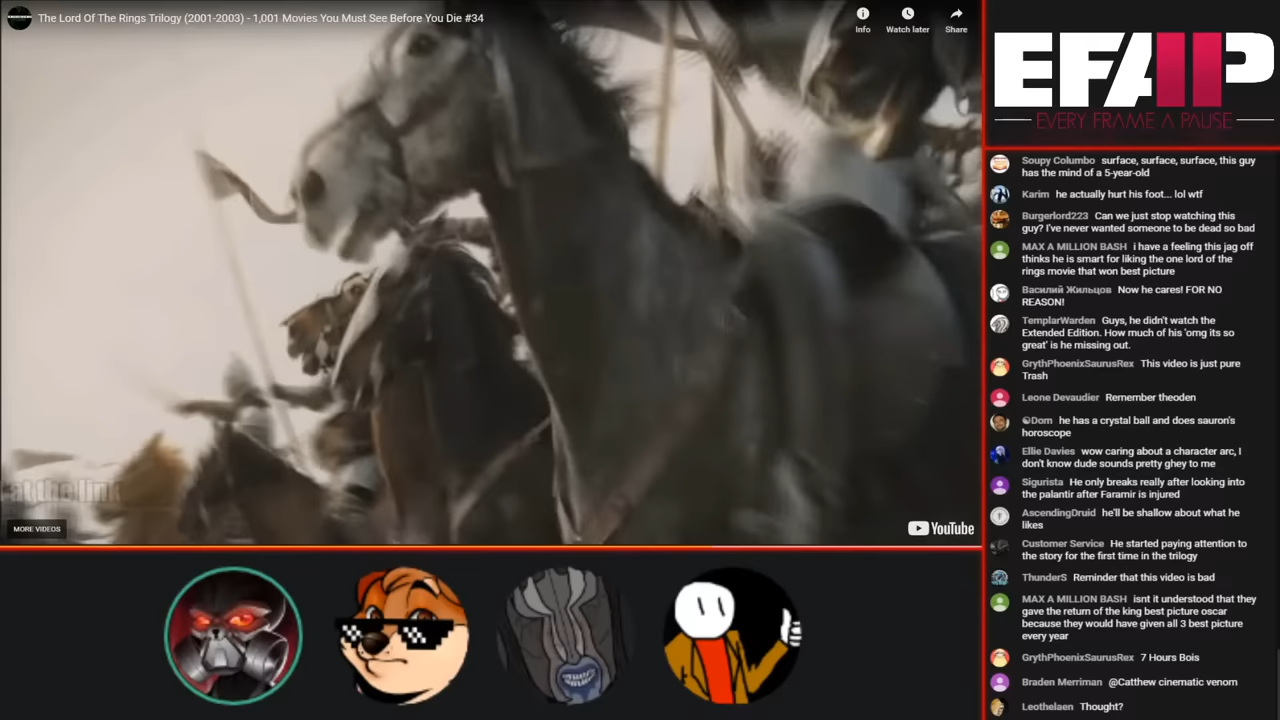 The Lord Of The Rings Trilogy (2001-2003) - 1,001 Movies You Must See Before You Die #34
Info
Watch later
Share
at the link
MORE VIDEOS
YouTube
EFAP
EVERY FRAME A PAUSE
Soupy Columbo surface, surface, surface, this guy
has the mind of a 5-year-old
Karim he actually hurt his foot... lol wtf
Burgerlord223 Can we just stop watching this
guy? I've never wanted someone to be dead so bad
MAX A MILLION BASH i have a feeling this jag off
thinks he is smart for liking the one lord of the
rings movie that won best picture
Василий Жильцов Now he cares! FOR NO
REASON!
TemplarWarden Guys, he didn't watch the
Extended Edition. How much of his 'omg its so
great' is he missing out.
GrythPhoenixSaurusRex This video is just pure
Trash
Leone Devaudier Remember theoden
☯Dom he has a crystal ball and does sauron's
horoscope
Ellie Davies wow caring about a character arc, I
don't know dude sounds pretty ghey to me
Sigurista He only breaks really after looking into
the palantir after Faramir is injured
AscendingDruid he'll be shallow about what he
likes
Customer Service He started paying attention to
the story for the first time in the trilogy
ThunderS Reminder that this video is bad
MAX A MILLION BASH isnt it understood that they
gave the return of the king best picture oscar
because they would have given all 3 best picture
every year
GrythPhoenixSaurusRex 7 Hours Bois
Braden Merriman @Catthew cinematic venom
Leothelaen Thought?